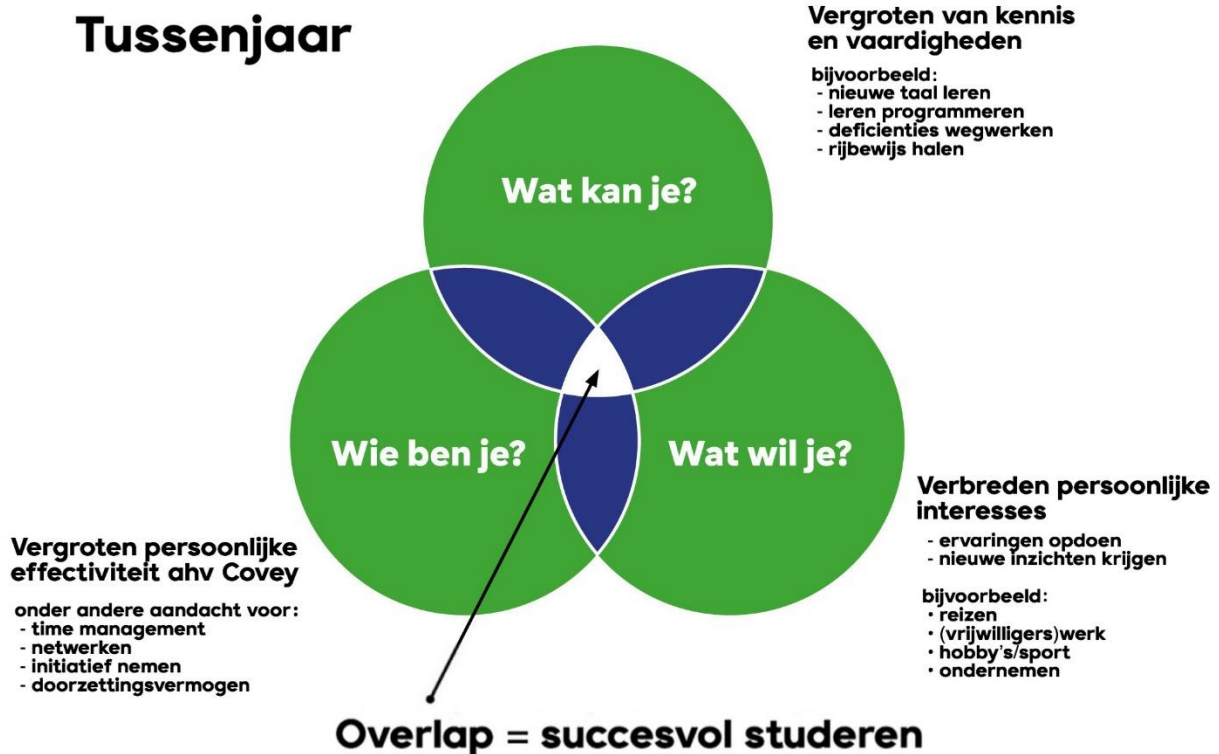 Tussenjaar
Vergroten van kennis
en vaardigheden
bijvoorbeeld:
- nieuwe taal leren
- leren programmeren
- deficienties wegwerken
- rijbewijs halen
Wat kan je?
Wie ben je?
Wat wil je?
Verbreden persoonlijke
interesses
- ervaringen opdoen
- nieuwe inzichten krijgen
bijvoorbeeld:
• reizen
• (vrijwilligers)werk
• hobby's/sport
• ondernemen
Vergroten persoonlijke
effectiviteit ahv Covey
onder andere aandacht voor:
- time management
- netwerken
- initiatief nemen
- doorzettingsvermogen
Overlap = succesvol studeren